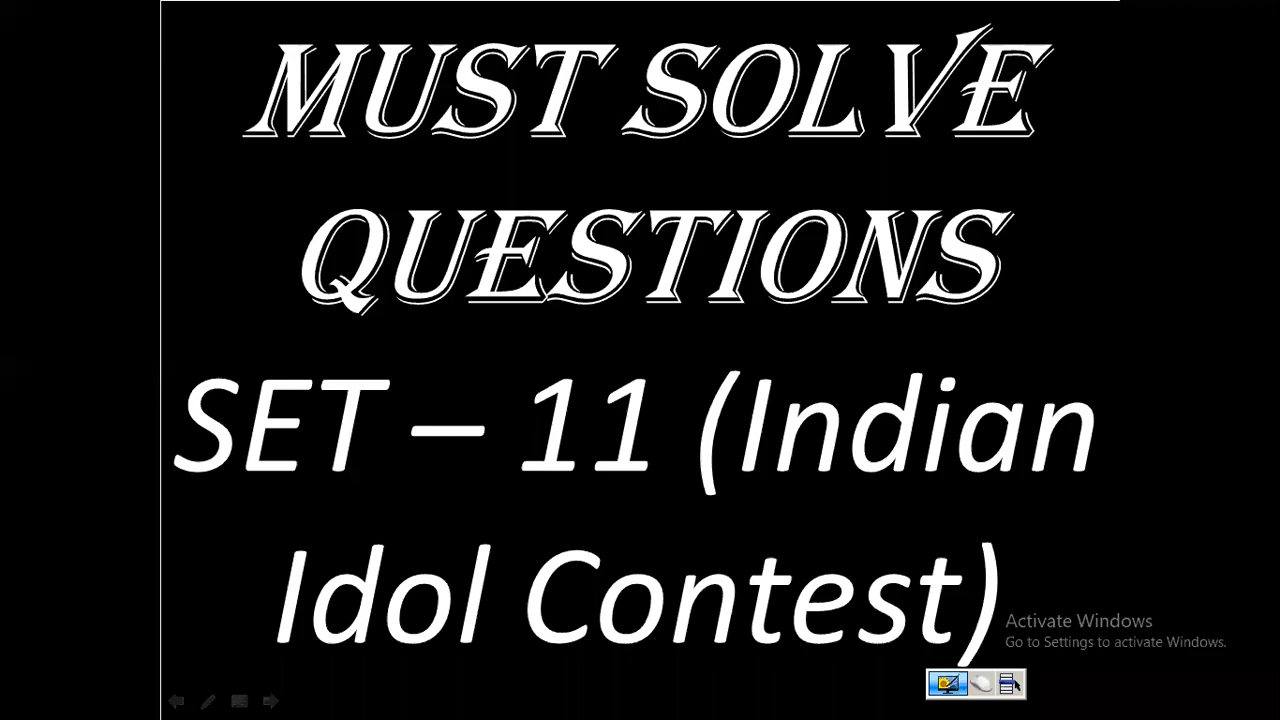 MUST SOLVE
QUESTIONS
SET – 11 (Indian
Idol Contest)
Activate Windows
Go to Settings to activate Windows.